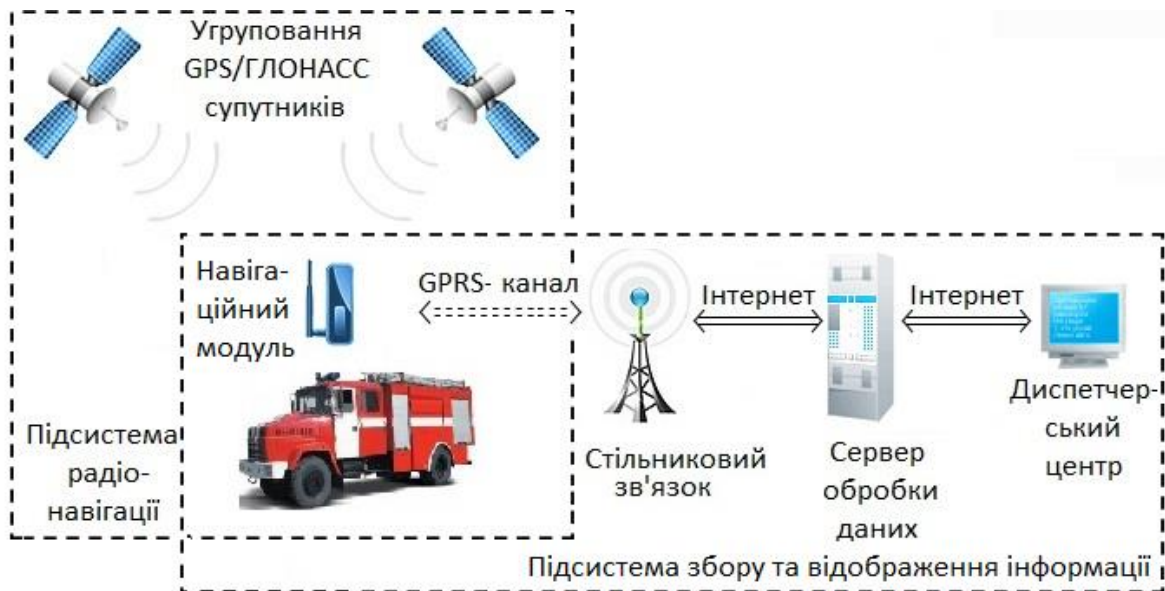 Угруповання
GPS/ГЛОНАСС
супутників
Навіга-
ційний
модуль
GPRS- канал
Інтернет
Інтернет
Підсистема
радіо-
навігації
Стільниковий
зв'язок
Сервер
обробки
даних
Диспетчер-
ський
центр
Підсистема збору та відображення інформації